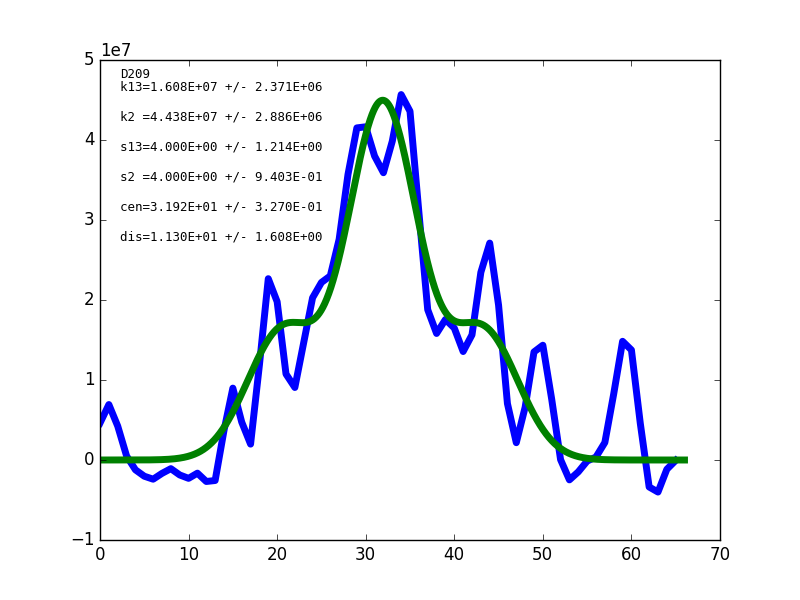 1e7
5
D209
k13=1.608E+07 +/- 2.371E+06
k2 =4.438E+07 +/- 2.886E+06
4
s13=4.000E+00 +/- 1.214E+00
s2 =4.000E+00 +/- 9.403E-01
3
cen=3.192E+01 +/- 3.270E-01
dis=1.130E+01 +/- 1.608E+00
2
1
0
−1
0 10 20 30 40 50 60 70